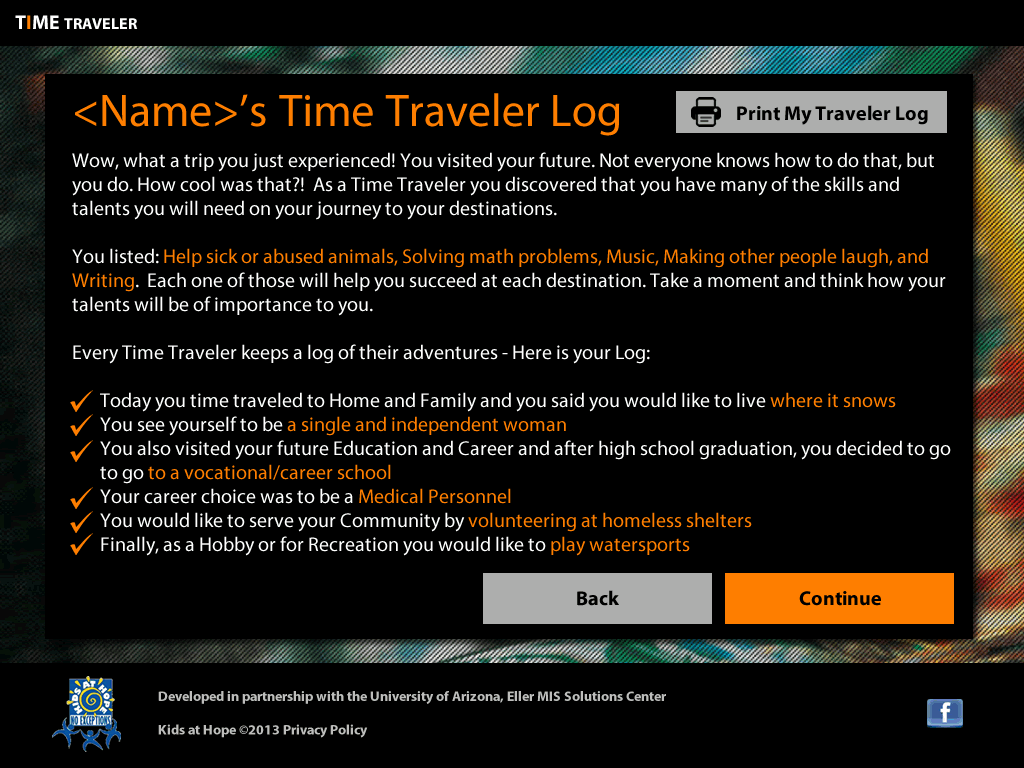 TIME TRAVELER
<Name>'s Time Traveler Log
Print My Traveler Log
Wow, what a trip you just experienced! You visited your future. Not everyone knows how to do that, but
you do. How cool was that?!  As a Time Traveler you discovered that you have many of the skills and
talents you will need on your journey to your destinations.
You listed: Help sick or abused animals, Solving math problems, Music, Making other people laugh, and
Writing.  Each one of those will help you succeed at each destination. Take a moment and think how your
talents will be of importance to you.
Every Time Traveler keeps a log of their adventures - Here is your Log:
Today you time traveled to Home and Family and you said you would like to live where it snows
You see yourself to be a single and independent woman
You also visited your future Education and Career and after high school graduation, you decided to go
to go to a vocational/career school
Your career choice was to be a Medical Personnel
You would like to serve your Community by volunteering at homeless shelters
Finally, as a Hobby or for Recreation you would like to play watersports
Back
Continue
KIDS AT HOPE
NO EXCEPTIONS
Developed in partnership with the University of Arizona, Eller MIS Solutions Center
Kids at Hope ©2013 Privacy Policy
f